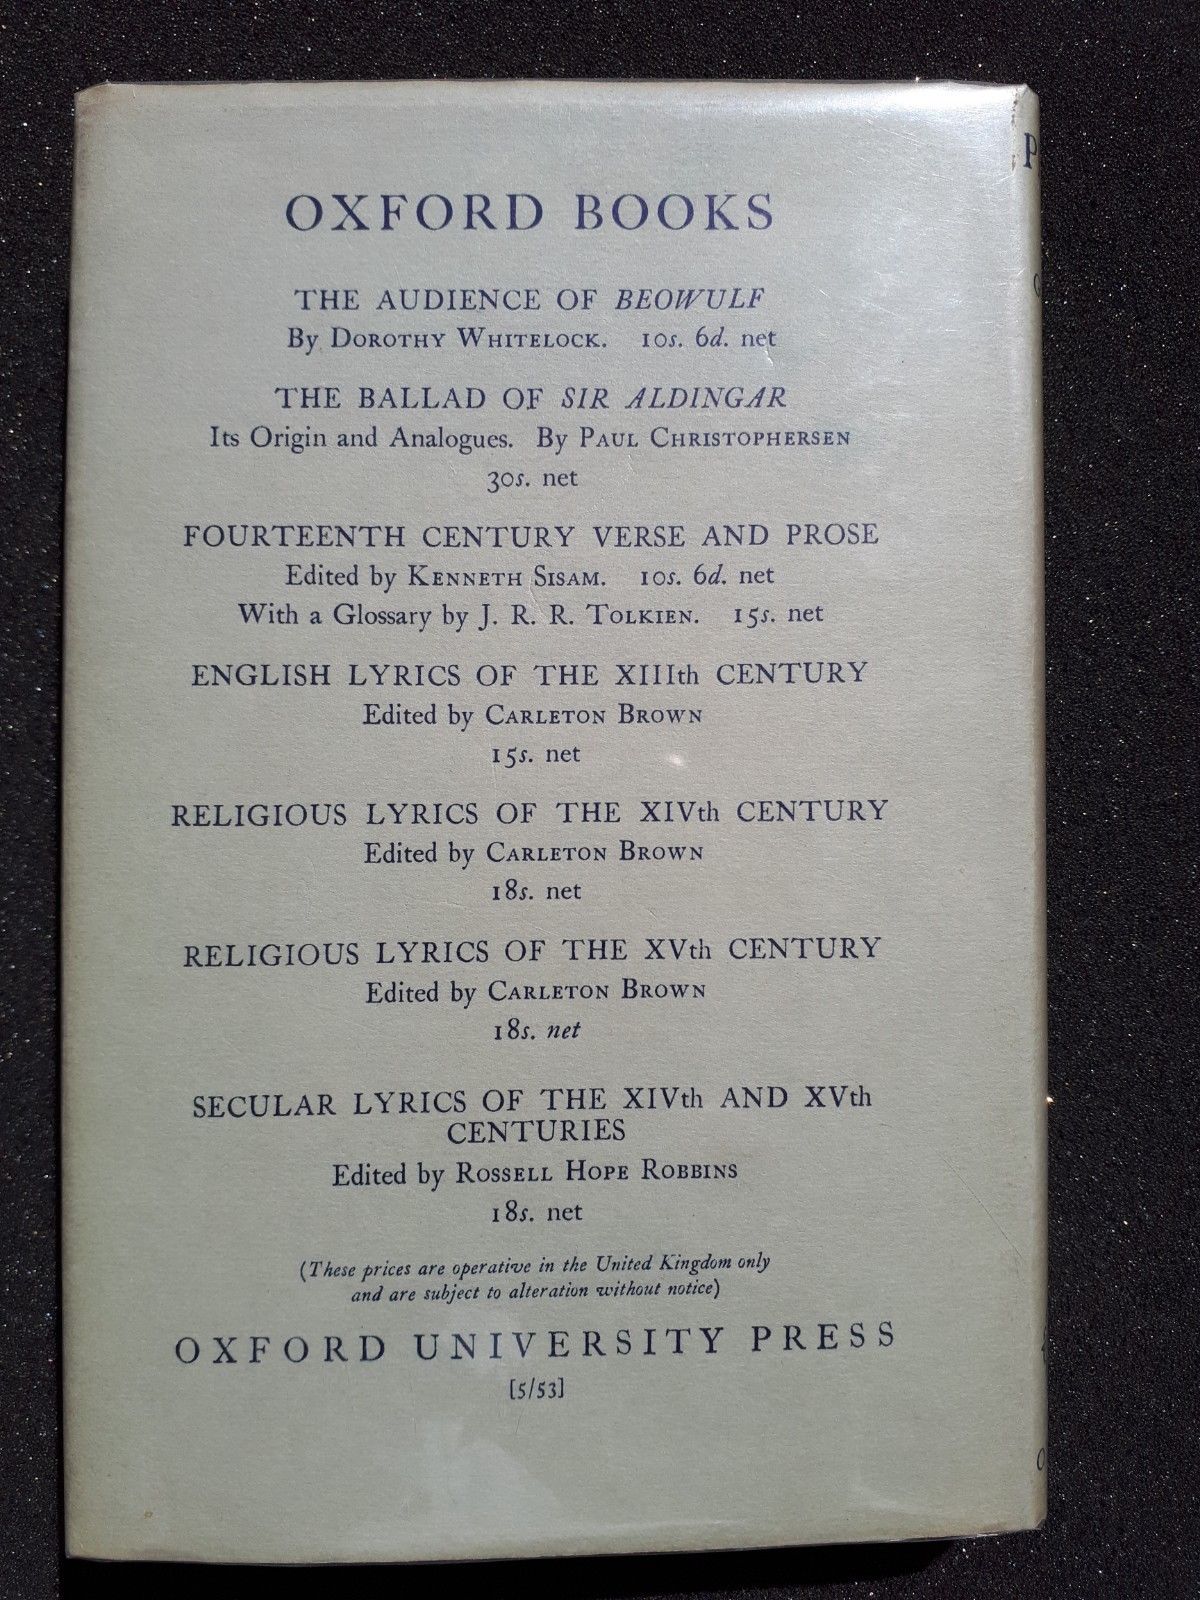 OXFORD BOOKS
THE AUDIENCE OF BEOWULF
By DOROTHY WHITELOCK. 10s. 6d. net
THE BALLAD OF SIR ALDINGAR
Its Origin and Analogues. By PAUL CHRISTOPHERSEN
30s. net
FOURTEENTH CENTURY VERSE AND PROSE
Edited by KENNETH SISAM. 10s. 6d. net
With a Glossary by J. R. R. TOLKIEN. 15s. net
ENGLISH LYRICS OF THE XIIIth CENTURY
Edited by CARLETON BROWN
15s. net
RELIGIOUS LYRICS OF THE XIVth CENTURY
Edited by CARLETON BROWN
18s. net
RELIGIOUS LYRICS OF THE XVth CENTURY
Edited by CARLETON BROWN
18s. net
SECULAR LYRICS OF THE XIVth AND XVth
CENTURIES
Edited by ROSSELL HOPE ROBBINS
18s. net
(These prices are operative in the United Kingdom only
and are subject to alteration without notice)
OXFORD UNIVERSITY PRESS
[5/53]
P